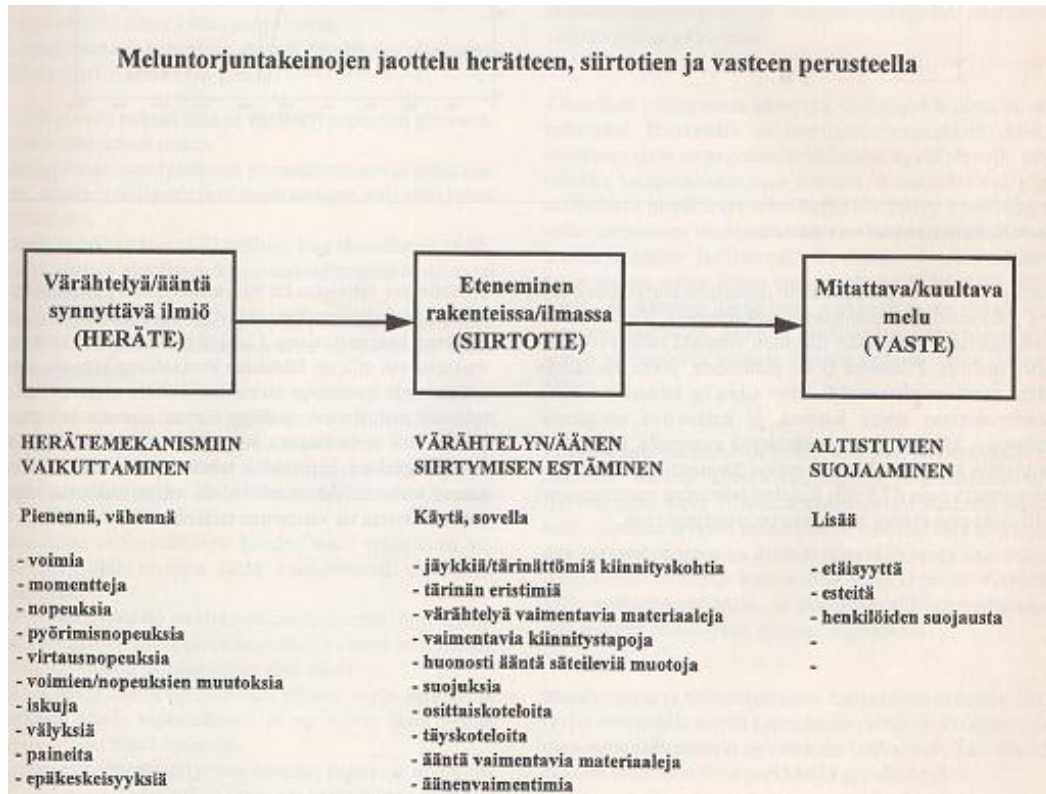 Meluntorjuntakeinojen jaottelu herätteen, siirtotien ja vasteen perusteella
Värähtelyä/ääntä
synnyttävä ilmiö
(HERÄTE)
Eteneminen
rakenteissa/ilmassa
(SIIRTOTIE)
Mitattava/kuultava
melu
(VASTE)
HERÄTEMEKANISMIIN
VAIKUTTAMINEN
Pienennä, vähennä
- voimia
- momentteja
- nopeuksia
- pyörimisnopeuksia
- virtausnopeuksia
- voimien/nopeuksien muutoksia
- iskuja
- välyksiä
- paineita
- epäkeskeisyyksiä
VÄRÄHTELYN/ÄÄNEN
SIIRTYMISEN ESTÄMINEN
Käytä, sovella
- jäykkiä/tärinättömiä kiinnityskohtia
- tärinän eristimiä
- värähtelyä vaimentavia materiaaleja
- vaimentavia kiinnitystapoja
- huonosti ääntä säteileviä muotoja
- suojuksia
- osittaiskoteloita
- täyskoteloita
- ääntä vaimentavia materiaaleja
- äänenvaimentimia
ALTISTUVIEN
SUOJAAMINEN
Lisää
- etäisyyttä
- esteitä
- henkilöiden suojausta
-
-